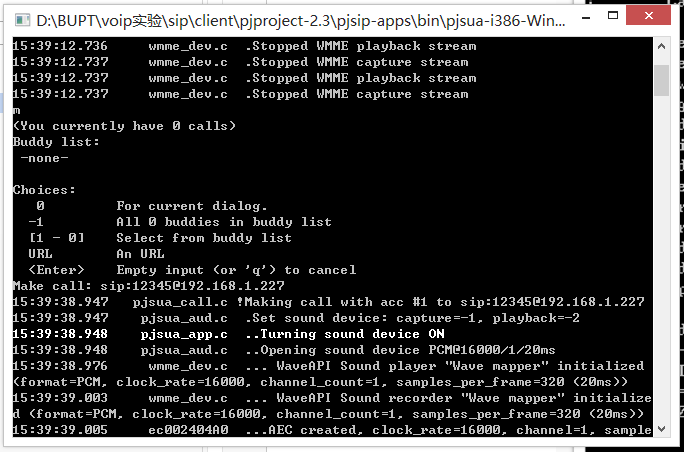 D:\BUPT\voip实验\sip\client\pjproject-2.3\pjsip-apps\bin\pjsua-i386-Win...
15:39:12.736     wmme_dev.c  .Stopped WMME playback stream
15:39:12.737     wmme_dev.c  .Stopped WMME capture stream
15:39:12.737     wmme_dev.c  .Stopped WMME playback stream
15:39:12.737     wmme_dev.c  .Stopped WMME capture stream
m
(You currently have 0 calls)
Buddy list:
 -none-
Choices:
   0         For current dialog.
  -1         All 0 buddies in buddy list
  [1 - 0]    Select from buddy list
  URL        An URL
  <Enter>    Empty input (or 'q') to cancel
Make call: sip:12345@192.168.1.227
15:39:38.947   pjsua_call.c !Making call with acc #1 to sip:12345@192.168.1.227
15:39:38.947    pjsua_aud.c  .Set sound device: capture=-1, playback=-2
15:39:38.948    pjsua_app.c  ..Turning sound device ON
15:39:38.948    pjsua_aud.c  ..Opening sound device PCM@16000/1/20ms
15:39:38.976     wmme_dev.c  ... WaveAPI Sound player "Wave mapper" initialized
(format=PCM, clock_rate=16000, channel_count=1, samples_per_frame=320 (20ms))
15:39:39.003     wmme_dev.c  ... WaveAPI Sound recorder "Wave mapper" initialize
d (format=PCM, clock_rate=16000, channel_count=1, samples_per_frame=320 (20ms))
15:39:39.005     ec002404A0  ...AEC created, clock_rate=16000, channel=1, sample